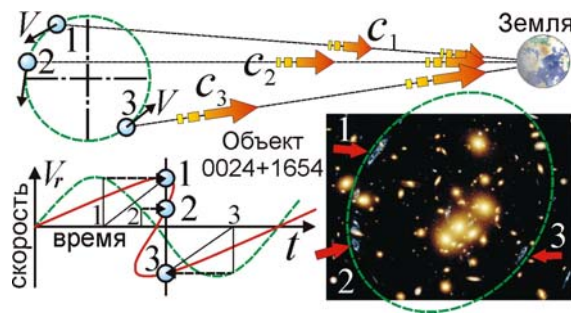 Земля
V
1
2
3
V
c₁
c₂
c₃
Объект
0024+1654
Vr
скорость
время
t
1
2
3
1
2
3
1
2
3